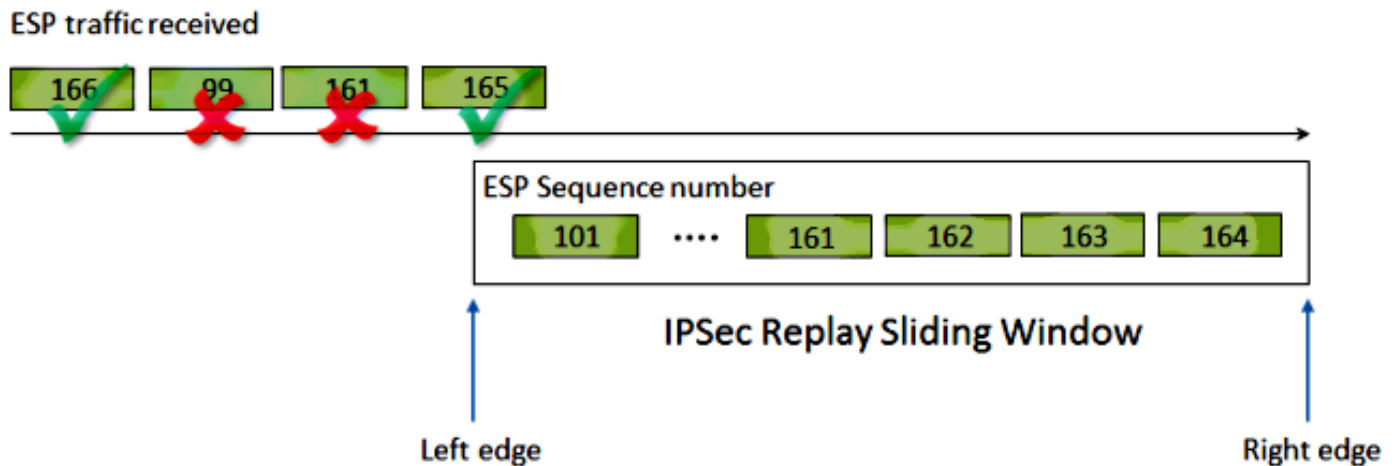 ESP traffic received
166 99 161 165
ESP Sequence number
101 .... 161 162 163 164
IPSec Replay Sliding Window
Left edge Right edge